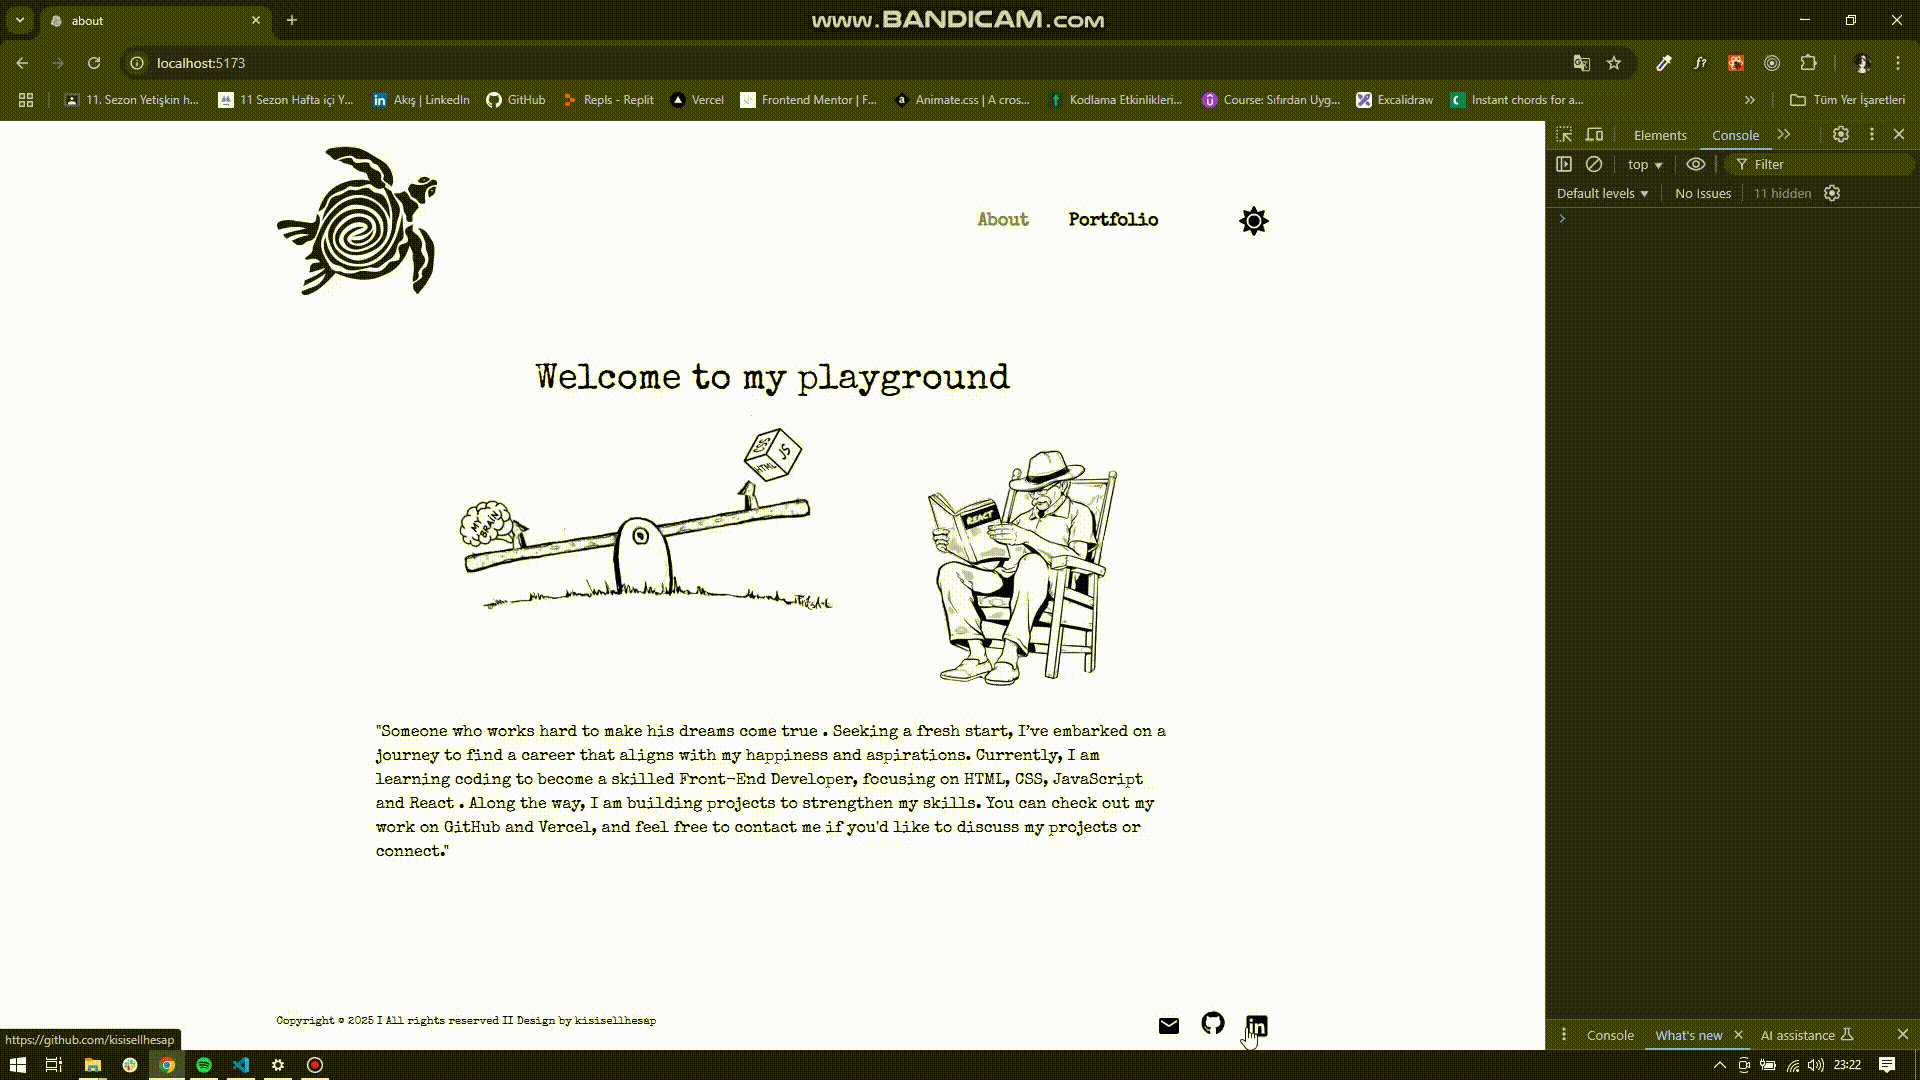 about
www.BANDICAM.com
localhost:5173
11. Sezon Yetişkin h...
11 Sezon Hafta içi Y...
Akış | LinkedIn
GitHub
Repls - Replit
Vercel
Frontend Mentor | F...
Animate.css | A cros...
Kodlama Etkinlikleri...
Course: Sıfırdan Uyg...
Excalidraw
Instant chords for a...
Tüm Yer İşaretleri
Elements
Console
top
Filter
Default levels
No Issues
11 hidden
About
Portfolio
Welcome to my playground
HTML
JS
MY
BRAIN
REACT
"Someone who works hard to make his dreams come true . Seeking a fresh start, I’ve embarked on a
journey to find a career that aligns with my happiness and aspirations. Currently, I am
learning coding to become a skilled Front-End Developer, focusing on HTML, CSS, JavaScript
and React . Along the way, I am building projects to strengthen my skills. You can check out my
work on GitHub and Vercel, and feel free to contact me if you'd like to discuss my projects or
connect."
Copyright © 2025 I All rights reserved II Design by kisisellhesap
in
https://github.com/kisisellhesap
Console
What's new
AI assistance
23:22